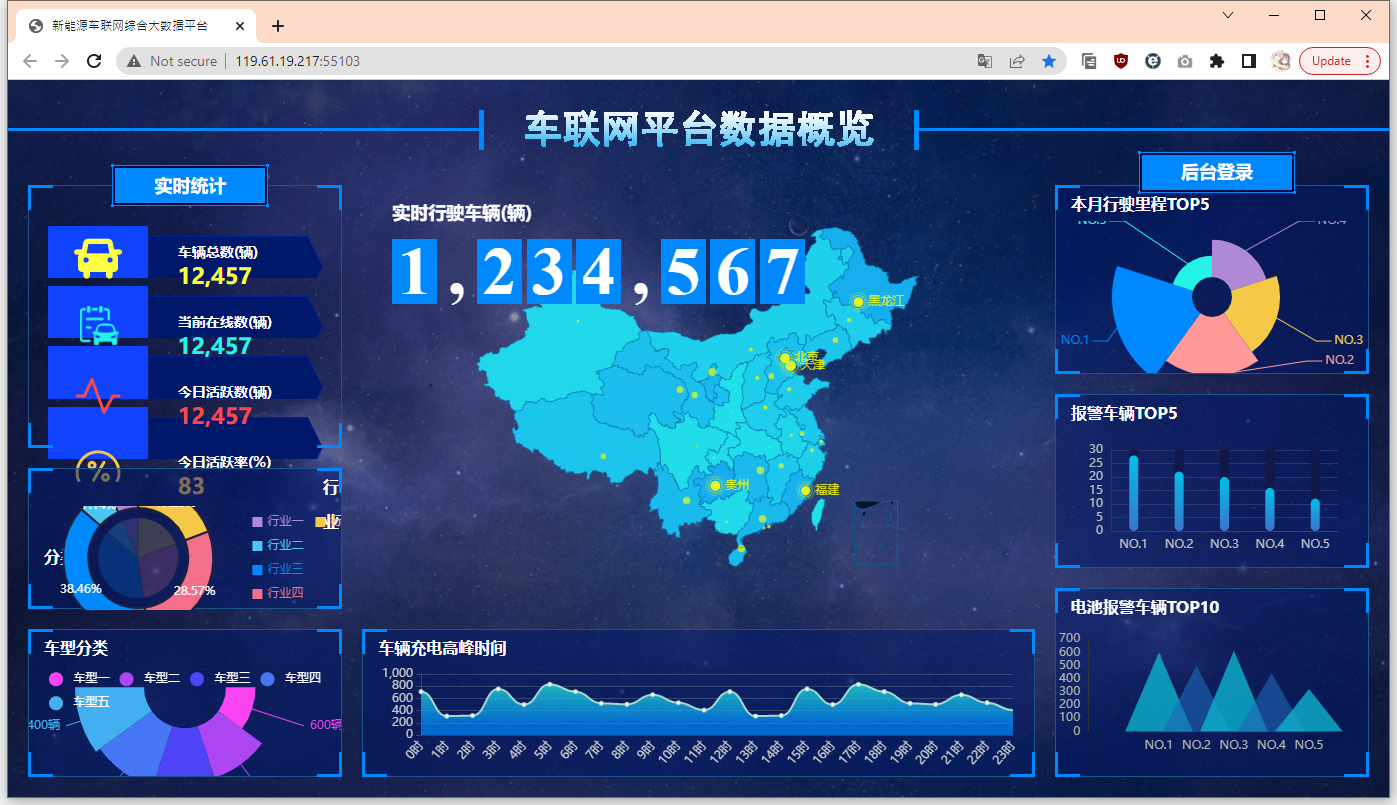 新能源车联网综合大数据平台
Not secure
119.61.19.217:55103
Update
车联网平台数据概览
实时统计
车辆总数(辆)
12,457
当前在线数(辆)
12,457
今日活跃数(辆)
12,457
今日活跃率(%)
83
行业
分
行业一
行业二
行业三
行业四
38.46%
28.57%
车型分类
车型一
车型二
车型三
车型四
车型五
400辆
600辆
实时行驶车辆(辆)
1,234,567
黑龙江
北京
天津
贵州
福建
车辆充电高峰时间
1,000
800
600
400
200
0
0时 1时 2时 3时 4时 5时 6时 7时 8时 9时 10时 11时 12时 13时 14时 15时 16时 17时 18时 19时 20时 21时 22时 23时
后台登录
本月行驶里程TOP5
NO.5
NO.4
NO.1
NO.3
NO.2
报警车辆TOP5
30
25
20
15
10
5
0
NO.1 NO.2 NO.3 NO.4 NO.5
电池报警车辆TOP10
700
600
500
400
300
200
100
0
NO.1 NO.2 NO.3 NO.4 NO.5